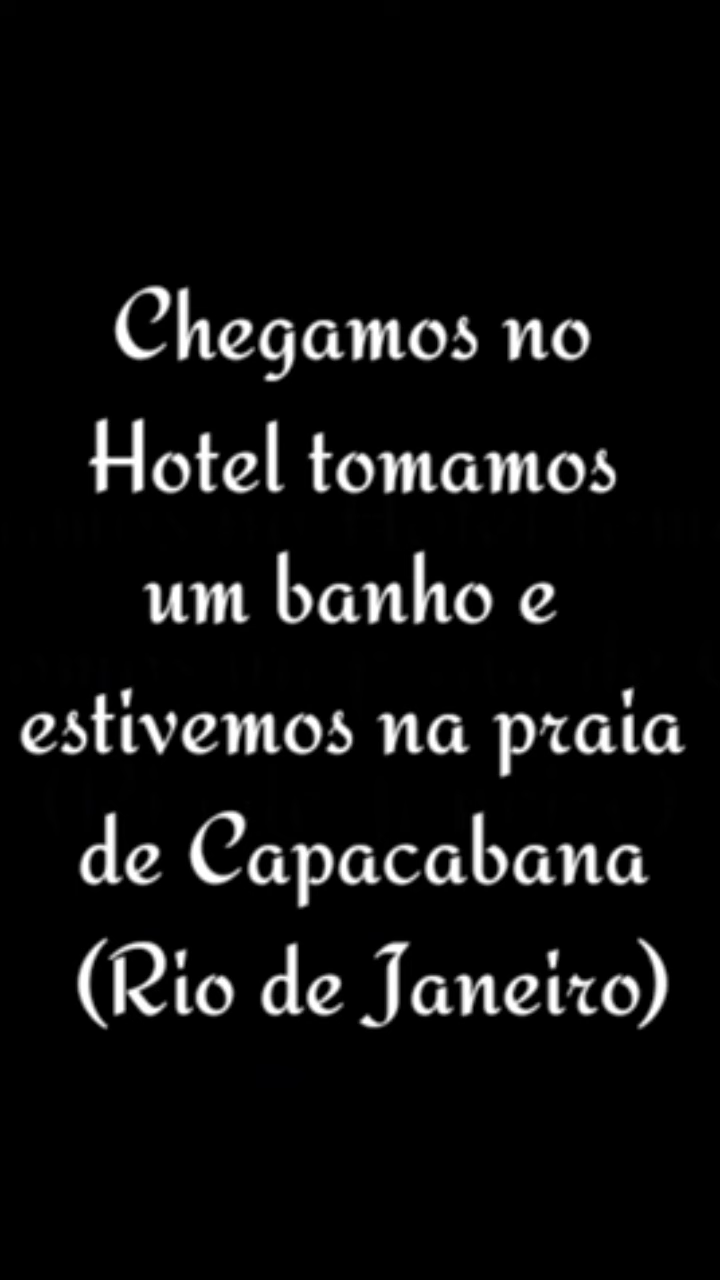 Chegamos no
Hotel tomamos
um banho e
estivemos na praia
de Capacabana
(Rio de Janeiro)